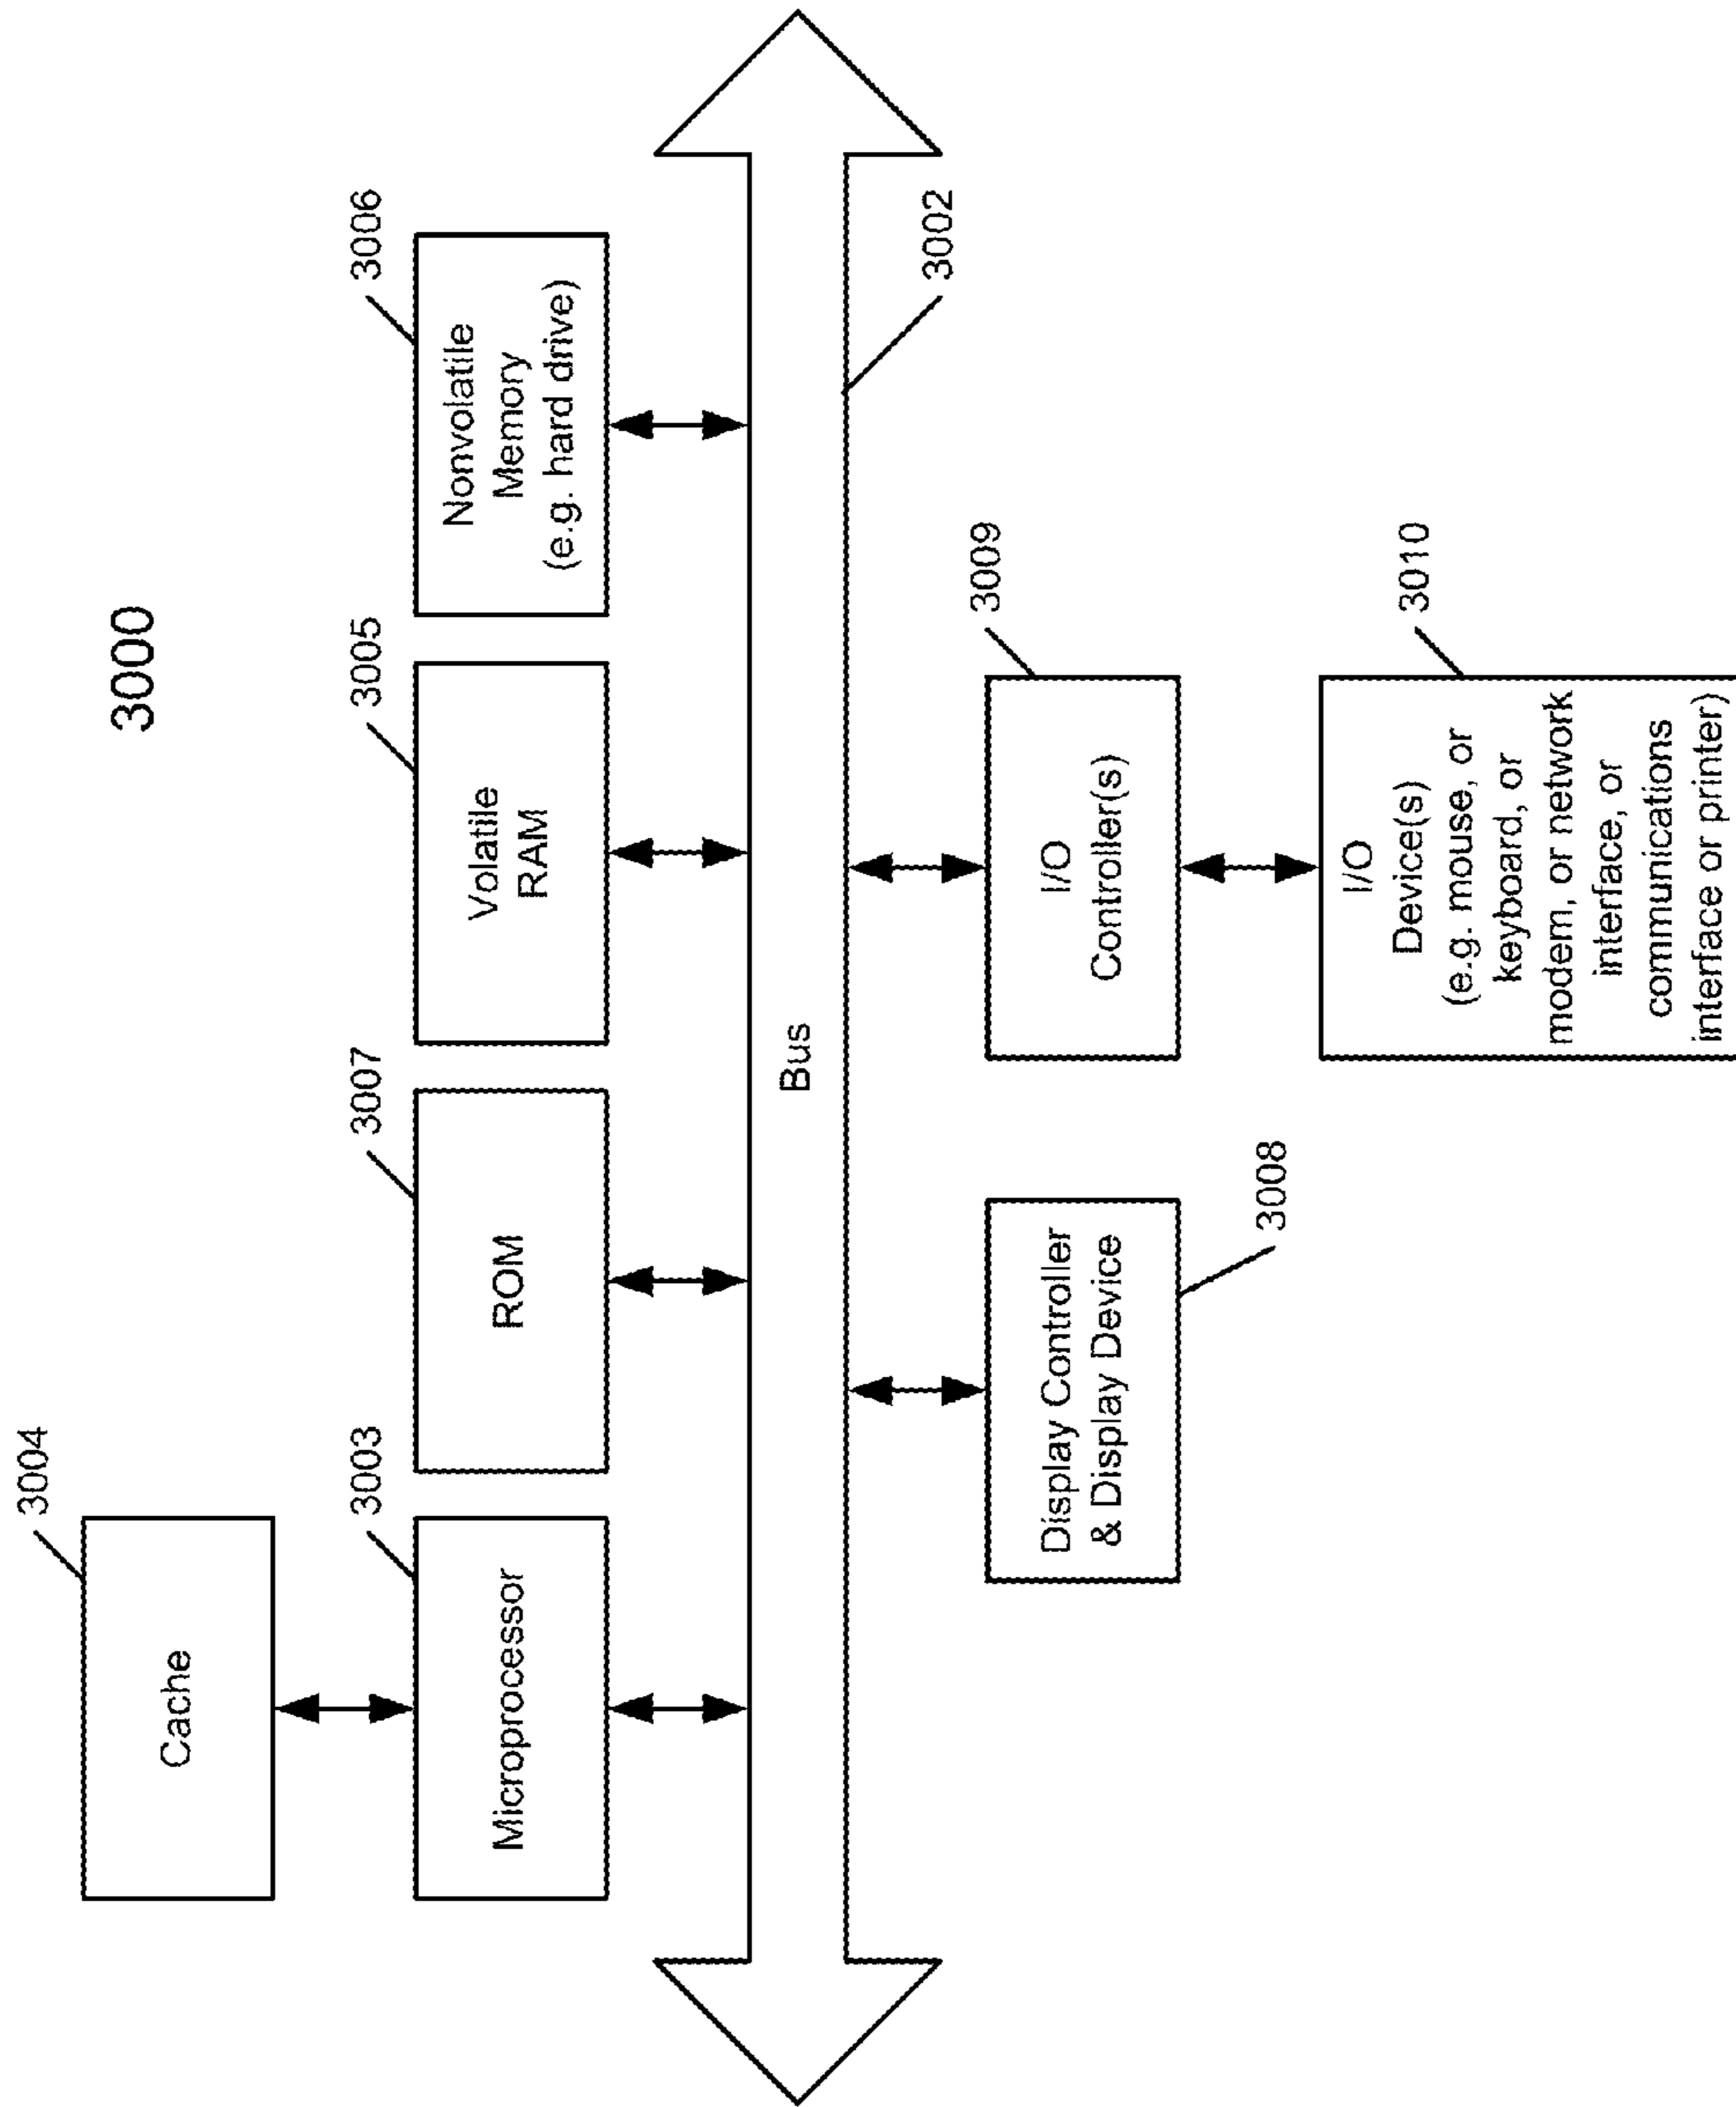 3000
3004
Cache
3003
Microprocessor
3007
ROM
3005
Volatile
RAM
3006
Nonvolatile
Memory
(e.g. hard drive)
Bus
3002
Display Controller
& Display Device
3008
3009
I/O
Controller(s)
3010
I/O
Device(s)
(e.g. mouse, or
keyboard, or
modem, or network
interface, or
communications
interface or printer)